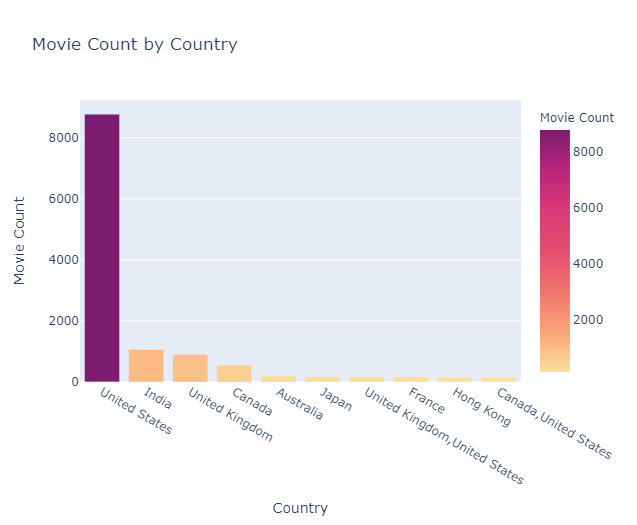 Movie Count by Country
Movie Count
8000
6000
4000
2000
0
United States
India
United Kingdom
Canada
Australia
Japan
United Kingdom,United States
France
Hong Kong
Canada,United States
Country
Movie Count
8000
6000
4000
2000